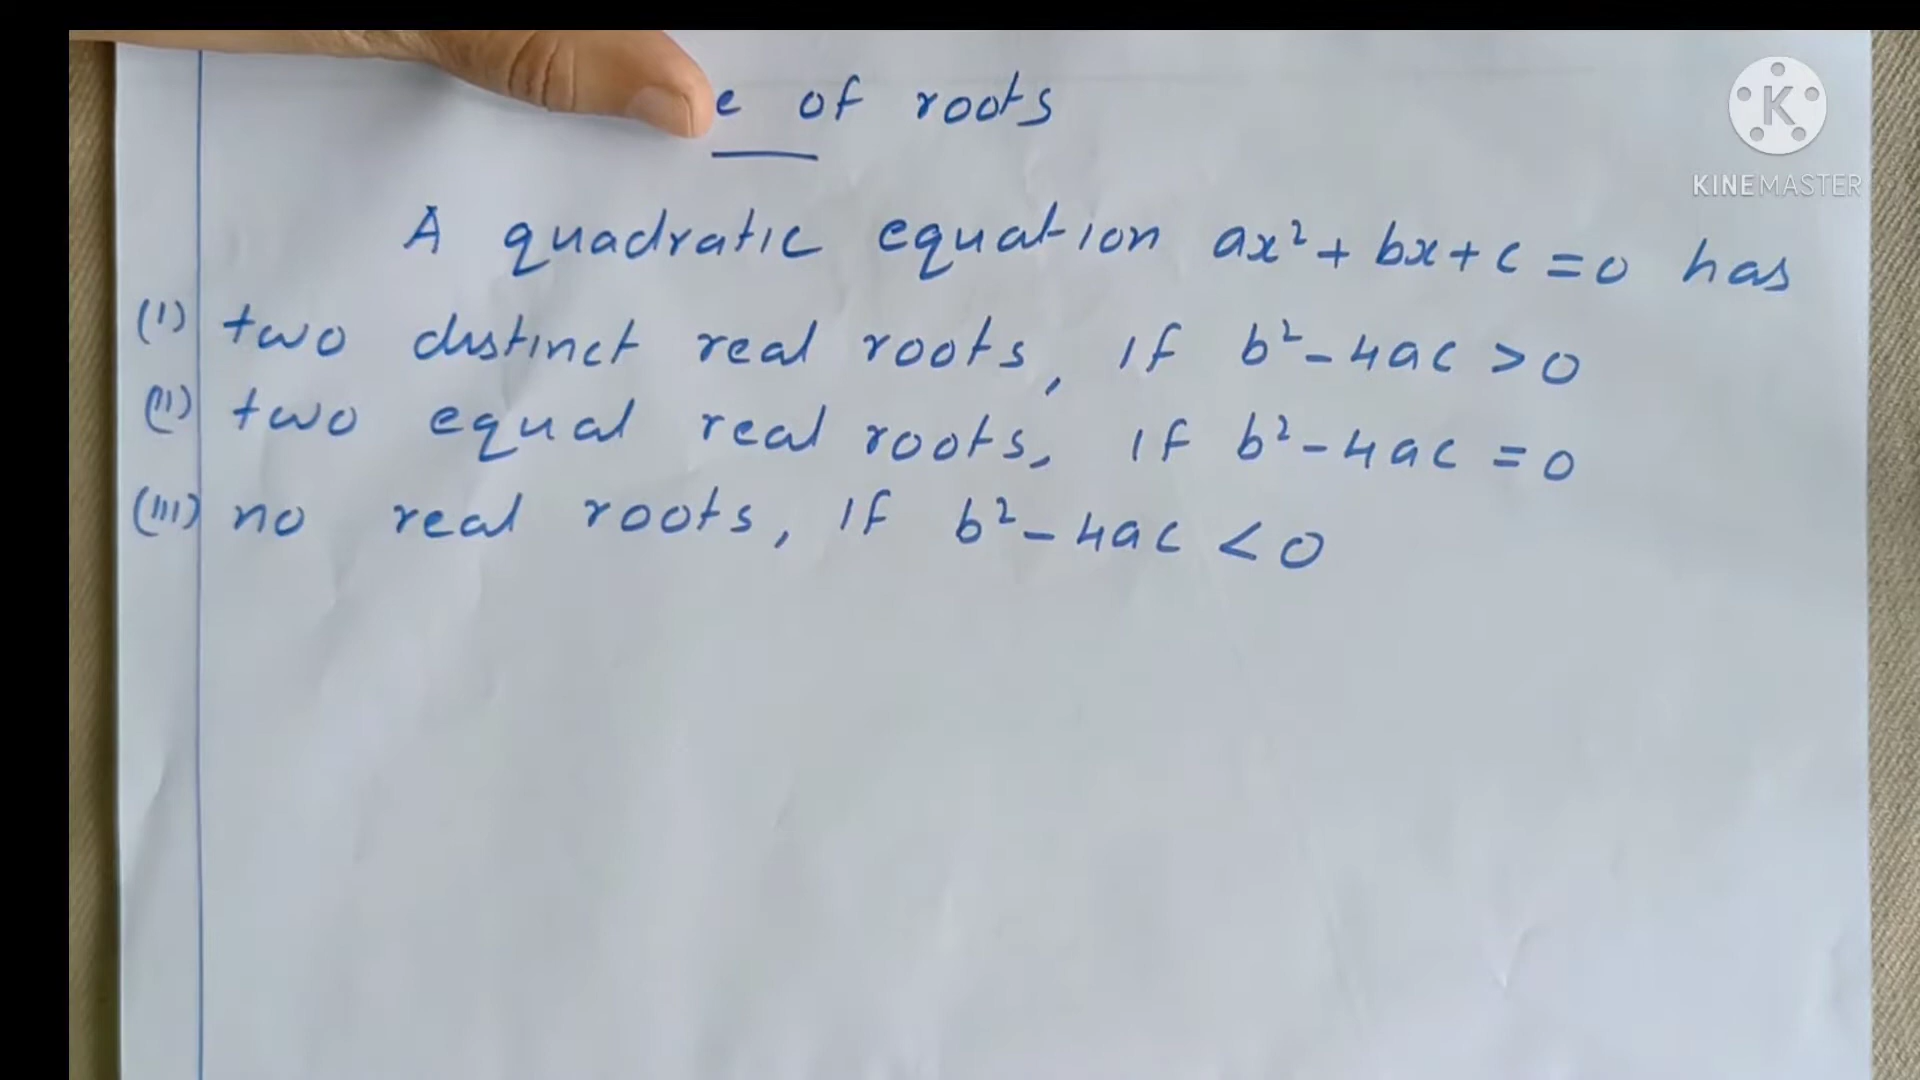 e of roots
KINEMASTER
A quadratic equation ax² + bx + c = 0 has
(i) two distinct real roots, if b² - 4ac > 0
(ii) two equal real roots, if b² - 4ac = 0
(iii) no real roots, if b² - 4ac < 0